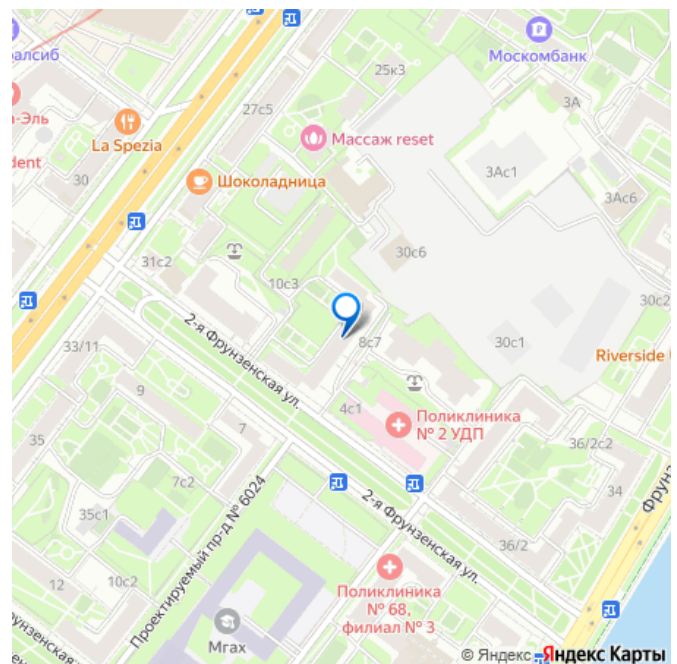 алсиб
Москомбанк
25к3
3А
27с5
-Эль
La Spezia
Массаж reset
dent
30
3Ас1
Шоколадница
3Ас6
31с2
30с6
10с3
30с2
2-я Фрунзенская ул.
33/11
8с7
30с1
Riverside
9
4с1
Поликлиника
№ 2 УДП
35
7
36/2с2
7с2
34
Фрунз
2-я Фрунзенская ул.
35с1
Проектируемый пр-д № 6024
36/2
12
10с2
Поликлиника
№ 68,
филиал № 3
унзенская
Мгах
© Яндекс
Яндекс Карты